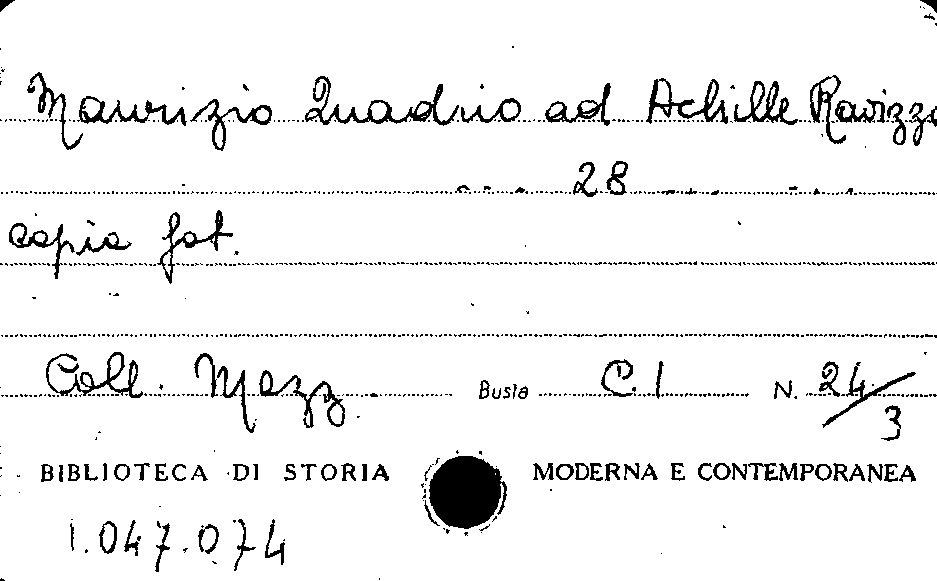 Maurizio Quadrio ad Achille Ravizza
... 28 ... ...
copia fot.
Coll. Mazz. Busta C.1 N. 24/3
BIBLIOTECA DI STORIA MODERNA E CONTEMPORANEA
1.047.074